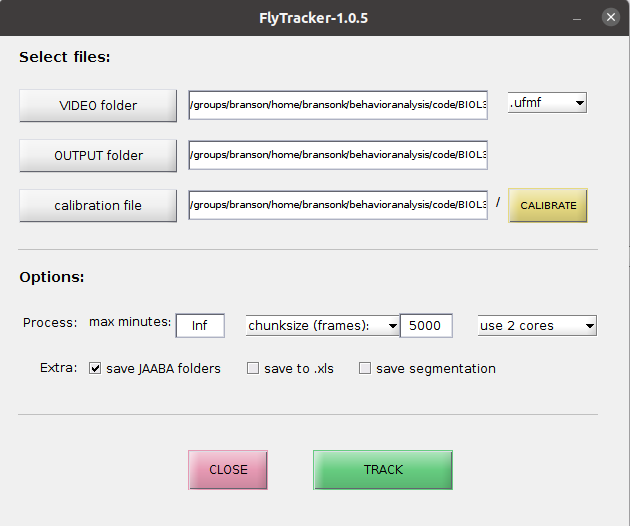 FlyTracker-1.0.5
Select files:
VIDEO folder /groups/branson/home/bransonk/behavioranalysis/code/BIOL3 .ufmf
OUTPUT folder /groups/branson/home/bransonk/behavioranalysis/code/BIOL3
calibration file /groups/branson/home/bransonk/behavioranalysis/code/BIOL3 / CALIBRATE
Options:
Process: max minutes: Inf chunksize (frames): 5000 use 2 cores
Extra: save JAABA folders save to .xls save segmentation
CLOSE TRACK